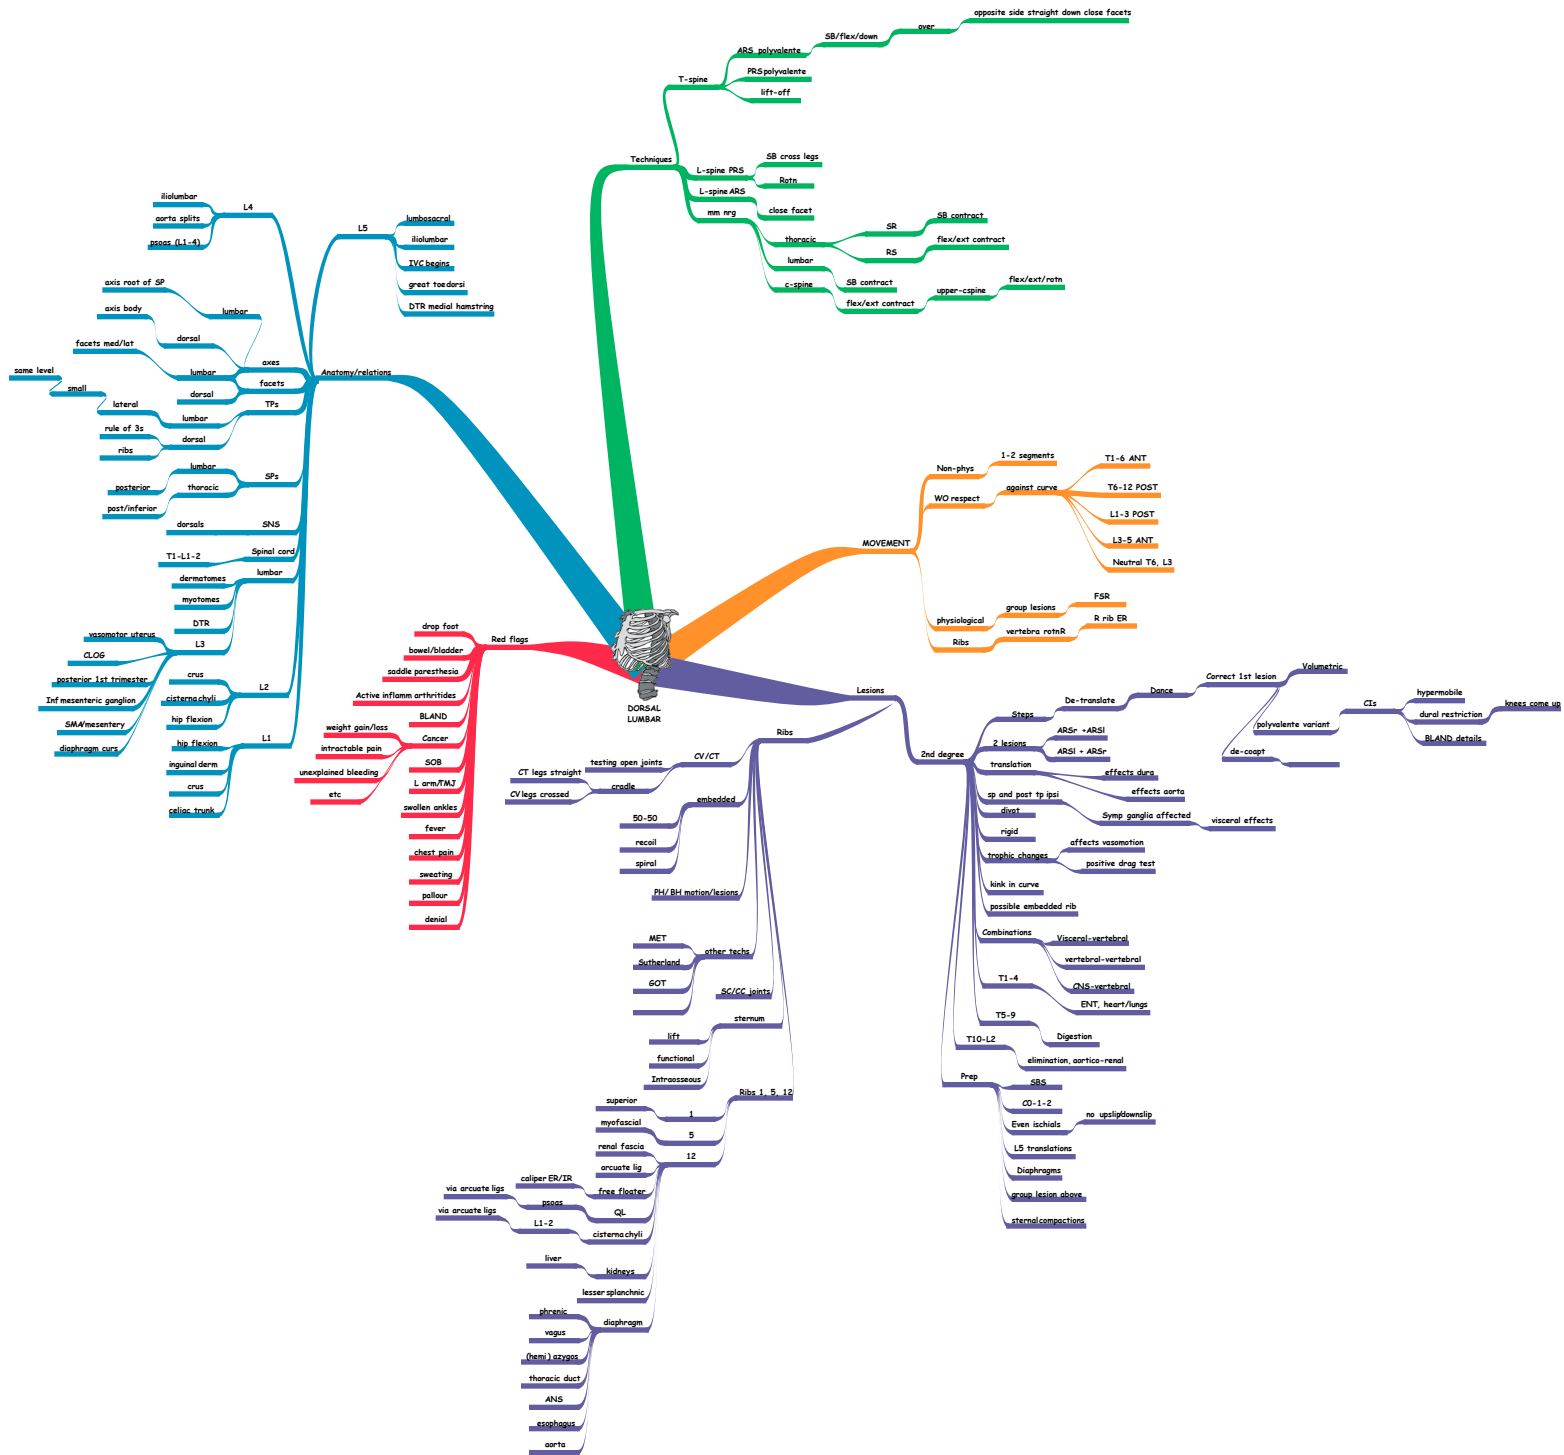 DORSAL
LUMBAR
Techniques
T-spine
ARS polyvalente
SB/flex/down
over
opposite side straight down close facets
PRS polyvalente
lift-off
L-spine PRS
SB cross legs
Rotn
L-spine ARS
close facet
mm nrg
thoracic
SR
SB contract
RS
flex/ext contract
lumbar
SB contract
c-spine
flex/ext contract
upper-cspine
flex/ext/rotn
MOVEMENT
Non-phys
1-2 segments
WO respect
against curve
T1-6 ANT
T6-12 POST
L1-3 POST
L3-5 ANT
Neutral T6, L3
physiological
group lesions
FSR
Ribs
vertebra rotnR
R rib ER
Lesions
2nd degree
Steps
De-translate
Dance
Correct 1st lesion
Volumetric
polyvalente variant
CIs
hypermobile
dural restriction
knees come up
BLAND details
de-coapt
2 lesions
ARSr +ARSl
ARSl + ARSr
translation
effects dura
effects aorta
sp and post tp ipsi
Symp ganglia affected
visceral effects
divot
rigid
trophic changes
affects vasomotion
positive drag test
kink in curve
possible embedded rib
Combinations
Visceral-vertebral
vertebral-vertebral
CNS-vertebral
T1-4
ENT, heart/lungs
T5-9
Digestion
T10-L2
elimination, aortico-renal
Prep
SBS
C0-1-2
Even ischials
no upslip/downslip
L5 translations
Diaphragms
group lesion above
sternal compactions
Ribs
CV/CT
testing open joints
cradle
CT legs straight
CV legs crossed
embedded
50-50
recoil
spiral
PH/ BH motion/lesions
other techs
MET
Sutherland
GOT
SC/CC joints
sternum
lift
functional
Intraosseous
Ribs 1, 5, 12
1
superior
5
myofascial
12
renal fascia
arcuate lig
free floater
caliper ER/IR
QL
psoas
via arcuate ligs
cisterna chyli
L1-2
via arcuate ligs
kidneys
liver
lesser splanchnic
diaphragm
phrenic
vagus
(hemi) azygos
thoracic duct
ANS
esophagus
aorta
Red flags
drop foot
bowel/bladder
saddle paresthesia
Active inflamm arthritides
BLAND
Cancer
weight gain/loss
intractable pain
unexplained bleeding
etc
SOB
L arm/TMJ
swollen ankles
fever
chest pain
sweating
pallour
denial
Anatomy/relations
L4
iliolumbar
aorta splits
psoas (L1-4)
L5
lumbosacral
iliolumbar
IVC begins
great toe dorsi
DTR medial hamstring
axes
lumbar
axis root of SP
dorsal
axis body
facets
lumbar
facets med/lat
dorsal
TPs
lumbar
lateral
small
same level
dorsal
rule of 3s
ribs
SPs
lumbar
posterior
thoracic
post/inferior
SNS
dorsals
Spinal cord
T1-L1-2
lumbar
dermatomes
myotomes
DTR
L3
vasomotor uterus
CLOG
posterior 1st trimester
Inf mesenteric ganglion
SMA/mesentery
diaphragm curs
L2
crus
cisterna chyli
hip flexion
L1
hip flexion
inguinal derm
crus
celiac trunk